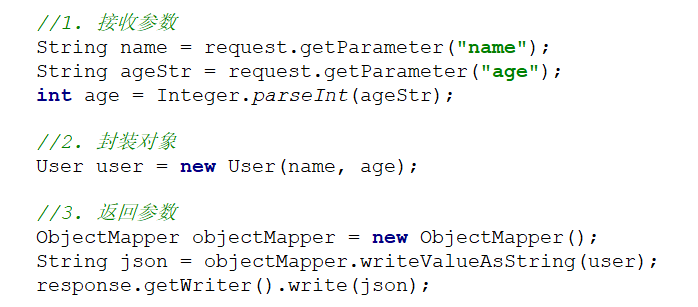 //1. 接收参数
String name = request.getParameter("name");
String ageStr = request.getParameter("age");
int age = Integer.parseInt(ageStr);
//2. 封装对象
User user = new User(name, age);
//3. 返回参数
ObjectMapper objectMapper = new ObjectMapper();
String json = objectMapper.writeValueAsString(user);
response.getWriter().write(json);